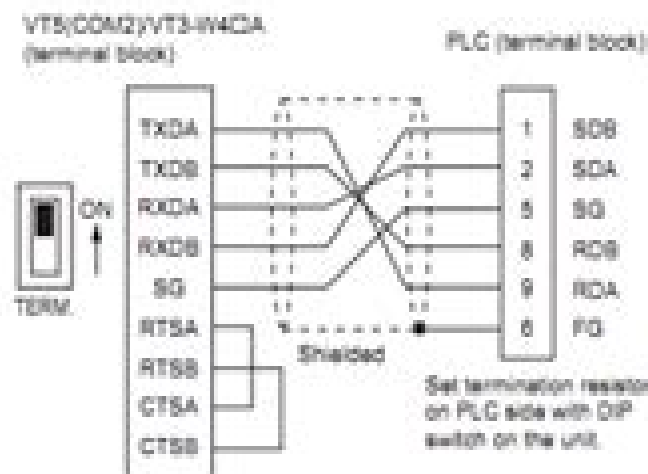 VT5(COM2)/VT3-W4G)A
(terminal block)
PLC (terminal block)
TXDA
TXDB
RXDA
RXDB
SG
RTSA
RTSB
CTSA
CTSB
ON
TERM.
Shielded
1 SDB
2 SDA
5 SG
8 RDB
9 RDA
6 FG
Set termination resistor
on PLC side with DIP
switch on the unit.